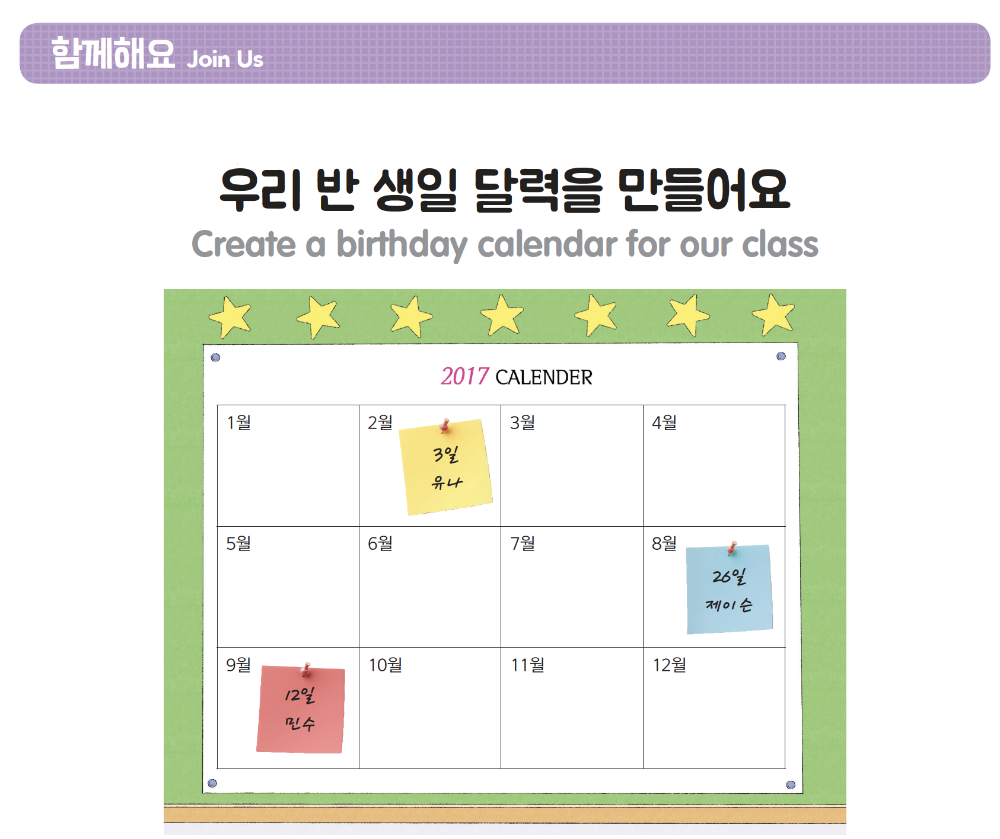 함께해요 Join Us
우리 반 생일 달력을 만들어요
Create a birthday calendar for our class
2017 CALENDER
1월
2월
3일
유나
3월
4월
5월
6월
7월
8월
26일
제이슨
9월
12일
민수
10월
11월
12월